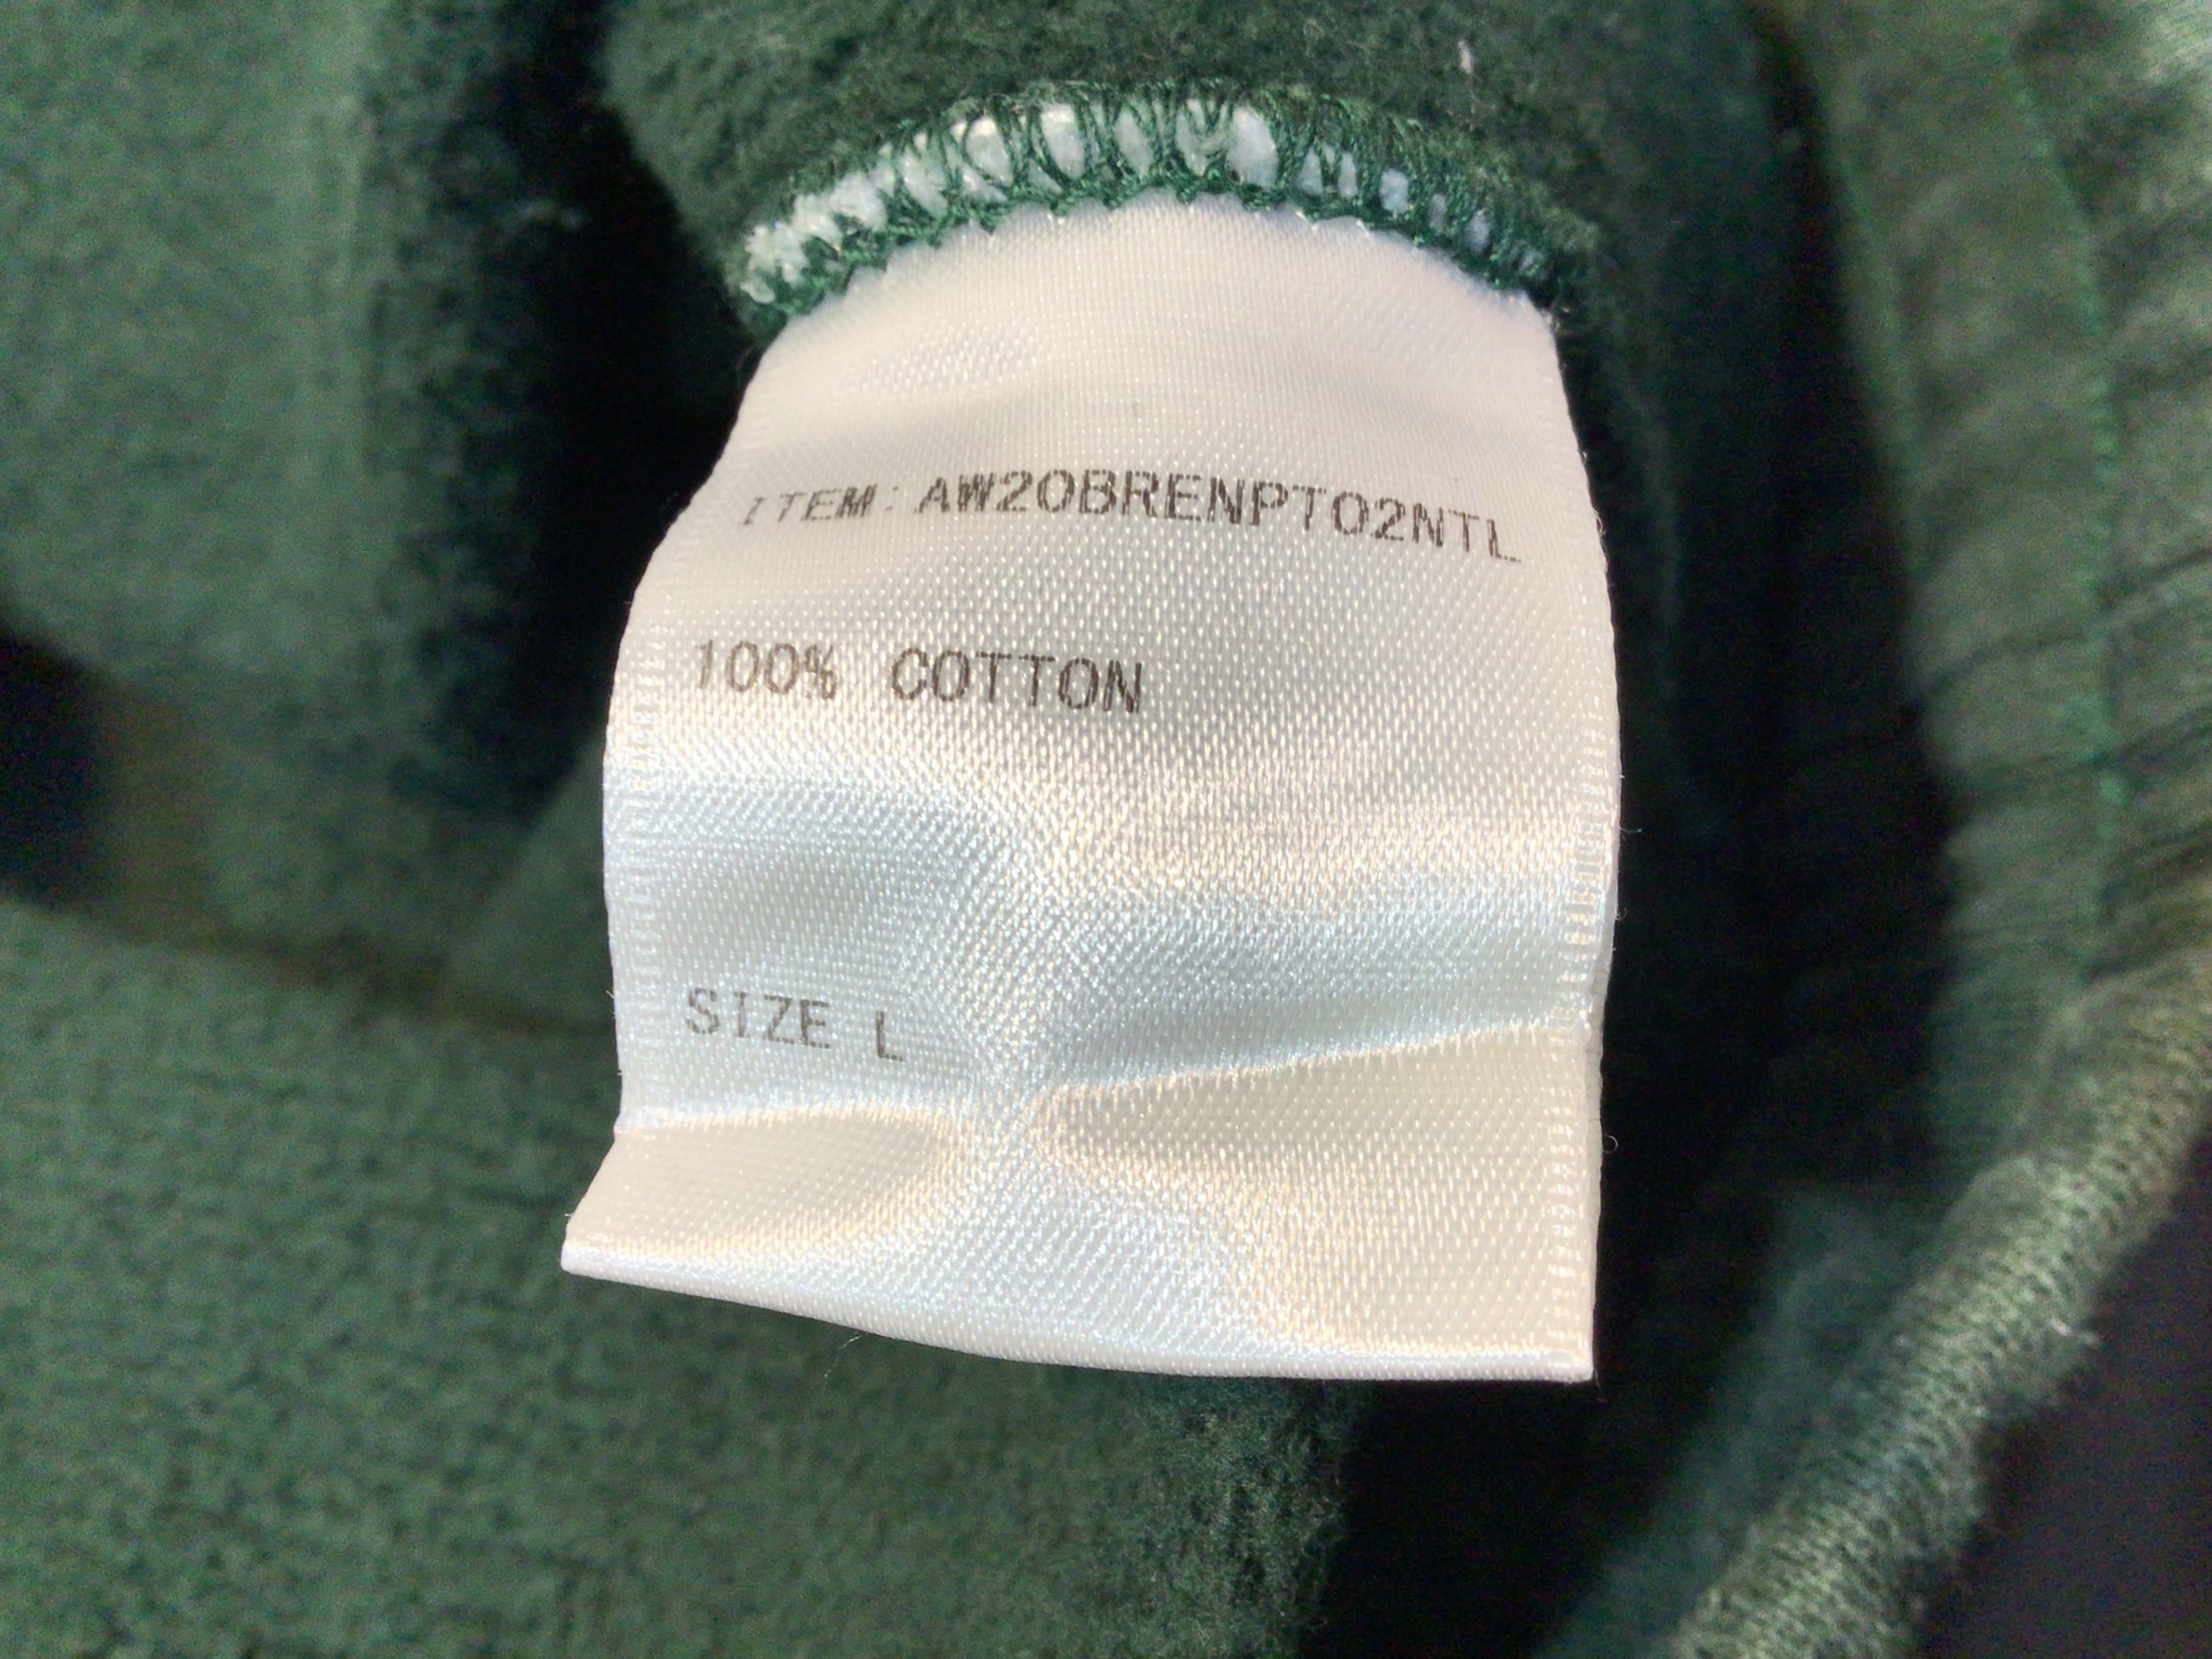 ITEM: AW20BRENPT02NTL
100% COTTON
SIZE L